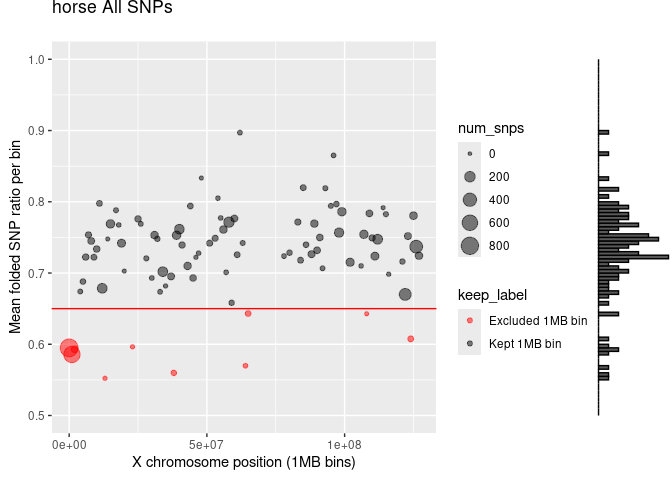 horse All SNPs
Mean folded SNP ratio per bin
1.0
0.9
0.8
0.7
0.6
0.5
0e+00
5e+07
1e+08
X chromosome position (1MB bins)
num_snps
0
200
400
600
800
keep_label
Excluded 1MB bin
Kept 1MB bin